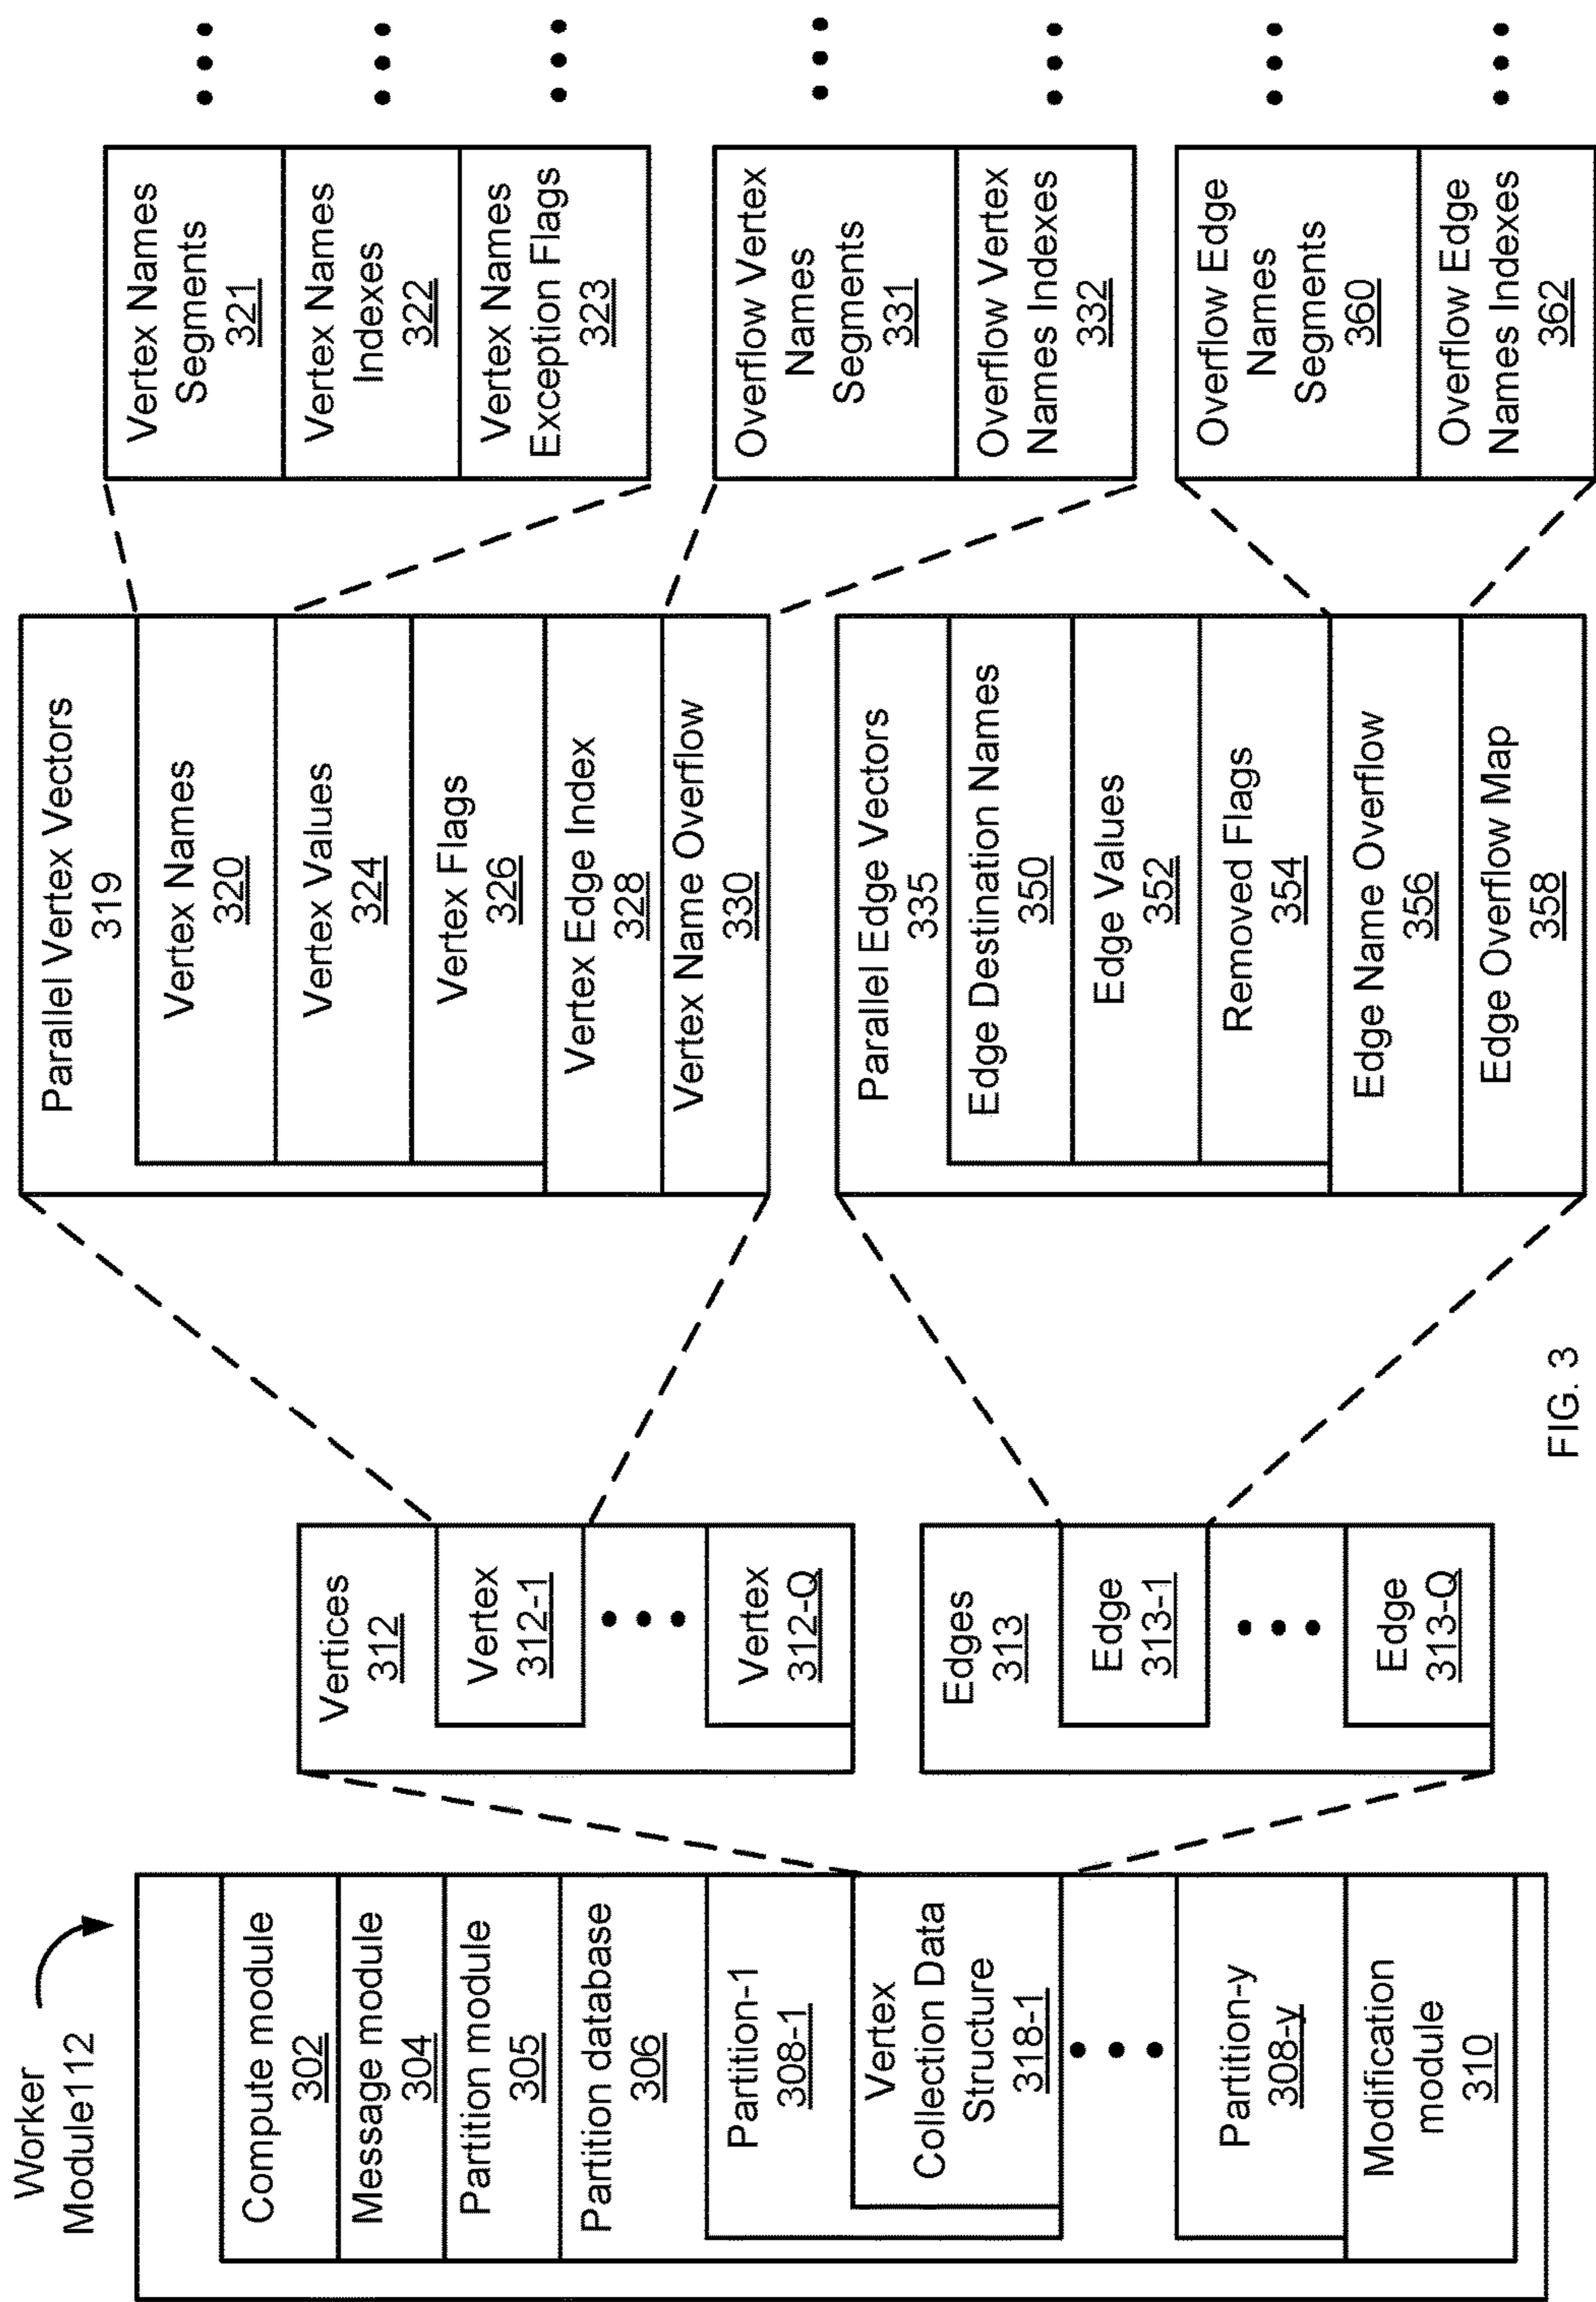 Worker
Module112
Compute module
302
Message module
304
Partition module
305
Partition database
306
Partition-1
308-1
Vertex
Collection Data
Structure
318-1
Partition-y
308-y
Modification
module
310
Vertices
312
Vertex
312-1
Vertex
312-Q
Edges
313
Edge
313-1
Edge
313-Q
Parallel Vertex Vectors
319
Vertex Names
320
Vertex Values
324
Vertex Flags
326
Vertex Edge Index
328
Vertex Name Overflow
330
Parallel Edge Vectors
335
Edge Destination Names
350
Edge Values
352
Removed Flags
354
Edge Name Overflow
356
Edge Overflow Map
358
Vertex Names
Segments
321
Vertex Names
Indexes
322
Vertex Names
Exception Flags
323
Overflow Vertex
Names
Segments
331
Overflow Vertex
Names Indexes
332
Overflow Edge
Names
Segments
360
Overflow Edge
Names Indexes
362
FIG. 3